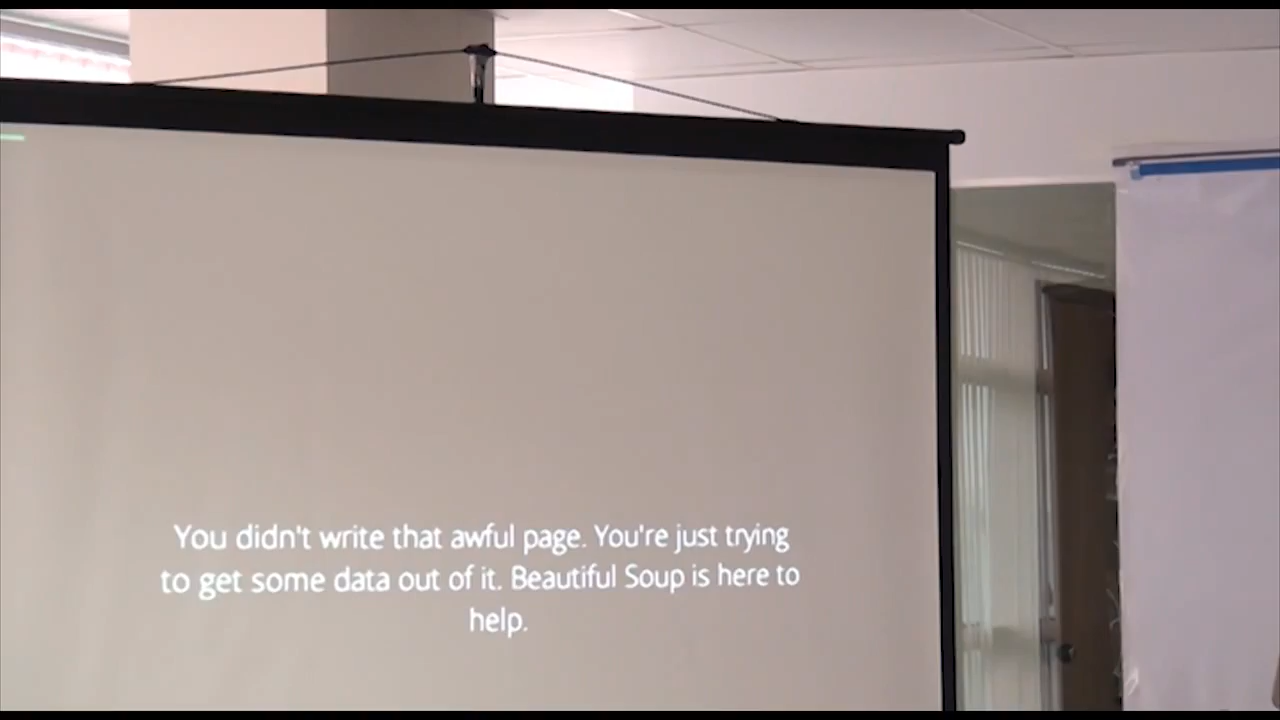 You didn't write that awful page. You're just trying
to get some data out of it. Beautiful Soup is here to
help.